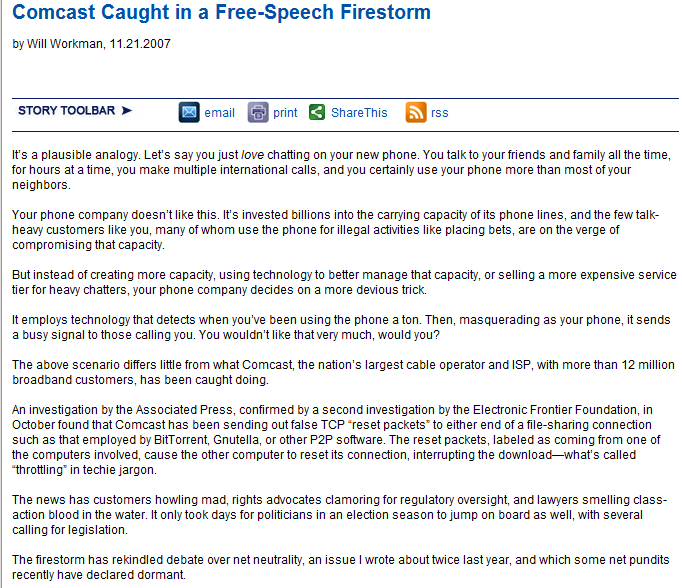 Comcast Caught in a Free-Speech Firestorm
by Will Workman, 11.21.2007
STORY TOOLBAR ➤ email print ShareThis rss
It's a plausible analogy. Let's say you just love chatting on your new phone. You talk to your friends and family all the time,
for hours at a time, you make multiple international calls, and you certainly use your phone more than most of your
neighbors.
Your phone company doesn't like this. It's invested billions into the carrying capacity of its phone lines, and the few talk-
heavy customers like you, many of whom use the phone for illegal activities like placing bets, are on the verge of
compromising that capacity.
But instead of creating more capacity, using technology to better manage that capacity, or selling a more expensive service
tier for heavy chatters, your phone company decides on a more devious trick.
It employs technology that detects when you've been using the phone a ton. Then, masquerading as your phone, it sends
a busy signal to those calling you. You wouldn't like that very much, would you?
The above scenario differs little from what Comcast, the nation's largest cable operator and ISP, with more than 12 million
broadband customers, has been caught doing.
An investigation by the Associated Press, confirmed by a second investigation by the Electronic Frontier Foundation, in
October found that Comcast has been sending out false TCP "reset packets" to either end of a file-sharing connection
such as that employed by BitTorrent, Gnutella, or other P2P software. The reset packets, labeled as coming from one of
the computers involved, cause the other computer to reset its connection, interrupting the download—what's called
"throttling" in techie jargon.
The news has customers howling mad, rights advocates clamoring for regulatory oversight, and lawyers smelling class-
action blood in the water. It only took days for politicians in an election season to jump on board as well, with several
calling for legislation.
The firestorm has rekindled debate over net neutrality, an issue I wrote about twice last year, and which some net pundits
recently have declared dormant.